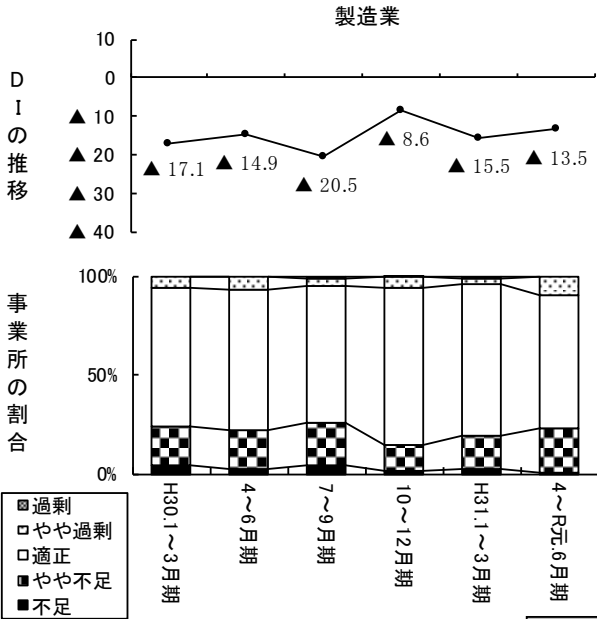 製造業
DIの推移
10
0
▲ 10
▲ 20
▲ 30
▲ 40
▲ 17.1
▲ 14.9
▲ 20.5
▲ 8.6
▲ 15.5
▲ 13.5
事業所の割合
100%
50%
0%
H30.1～3月期
4～6月期
7～9月期
10～12月期
H31.1～3月期
4～R元.6月期
過剰
やや過剰
適正
やや不足
不足